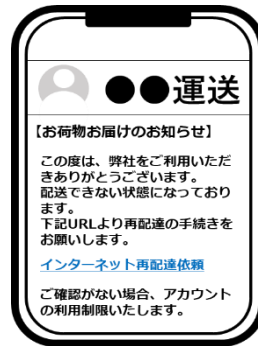 ●●運送
【お荷物お届けのお知らせ】
この度は、弊社をご利用いただ
きありがとうございます。
配送できない状態になっており
ます。
下記URLより再配達の手続きを
お願いします。
インターネット再配達依頼
ご確認がない場合、アカウント
の利用制限いたします。